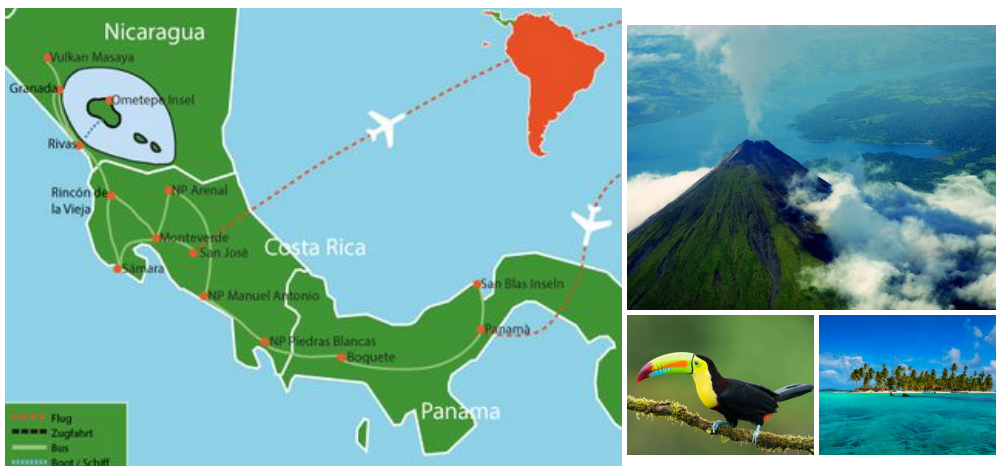 Nicaragua
Vulkan Masaya
Granada
Ometepe Insel
Rivas
Rincón de
la Vieja
NP Arenal
Monteverde
San José
Costa Rica
Sámara
NP Manuel Antonio
San Blas Inseln
NP Piedras Blancas
Panamà
Boquete
Panama
Flug
Zugfahrt
Bus
Boot / Schiff